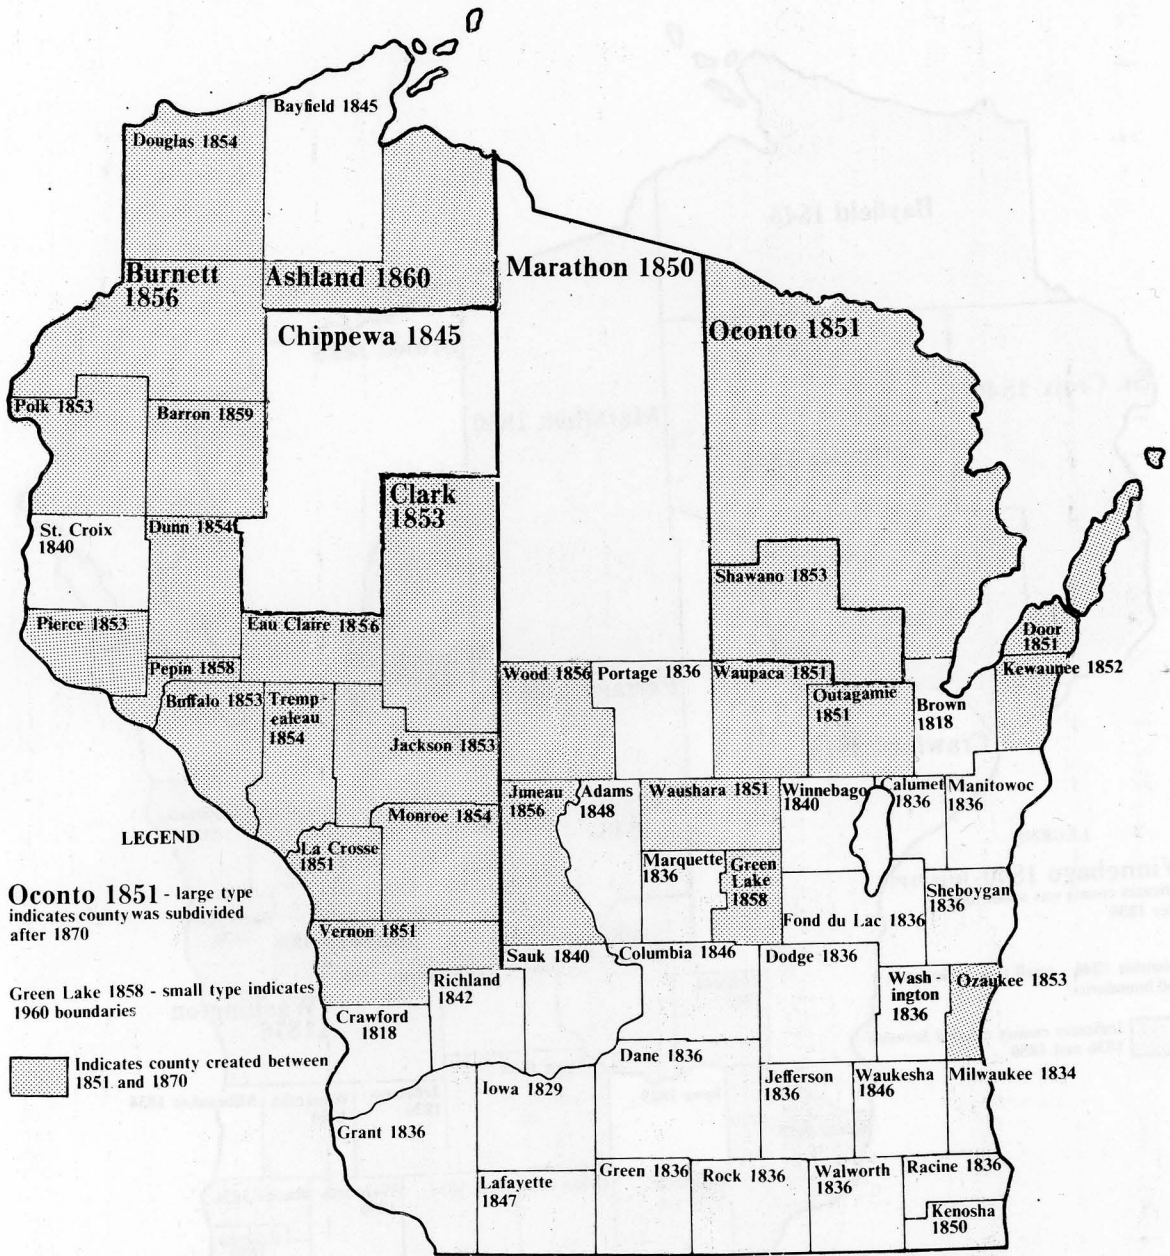 Bayfield 1845
Douglas 1854
Burnett
1856
Ashland 1860
Marathon 1850
Chippewa 1845
Oconto 1851
Polk 1853
Barron 1859
Clark
1853
St. Croix
1840
Dunn 1854
Shawano 1853
Pierce 1853
Eau Claire 1856
Door
1851
Pepin 1858
Wood 1856
Portage 1836
Waupaca 1851
Kewaunee 1852
Buffalo 1853
Tremp-
ealeau
1854
Outagamie
1851
Brown
1818
Jackson 1853
Juneau
1856
Adams
1848
Waushara 1851
Winnebago
1840
Calumet
1836
Manitowoc
1836
Monroe 1854
La Crosse
1851
Marquette
1836
Green
Lake
1858
Sheboygan
1836
Fond du Lac 1836
Vernon 1851
Sauk 1840
Columbia 1846
Dodge 1836
Richland
1842
Wash-
ington
1836
Ozaukee 1853
Crawford
1818
Dane 1836
Iowa 1829
Jefferson
1836
Waukesha
1846
Milwaukee 1834
Grant 1836
Lafayette
1847
Green 1836
Rock 1836
Walworth
1836
Racine 1836
Kenosha
1850
LEGEND
Oconto 1851 - large type
indicates county was subdivided
after 1870
Green Lake 1858 - small type indicates
1960 boundaries
Indicates county created between
1851 and 1870